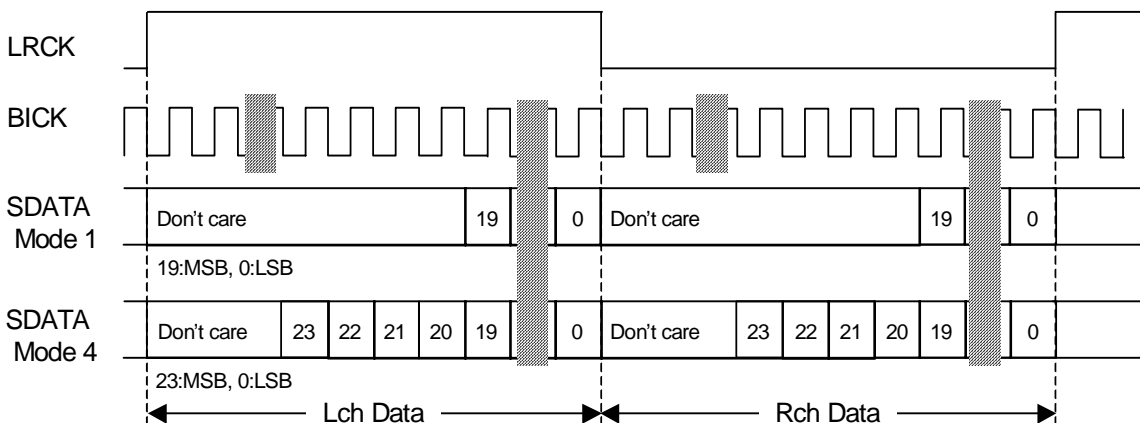 LRCK
BICK
SDATA
Mode 1
Don't care 19 0 Don't care 19 0
19:MSB, 0:LSB
SDATA
Mode 4
Don't care 23 22 21 20 19 0 Don't care 23 22 21 20 19 0
23:MSB, 0:LSB
Lch Data Rch Data